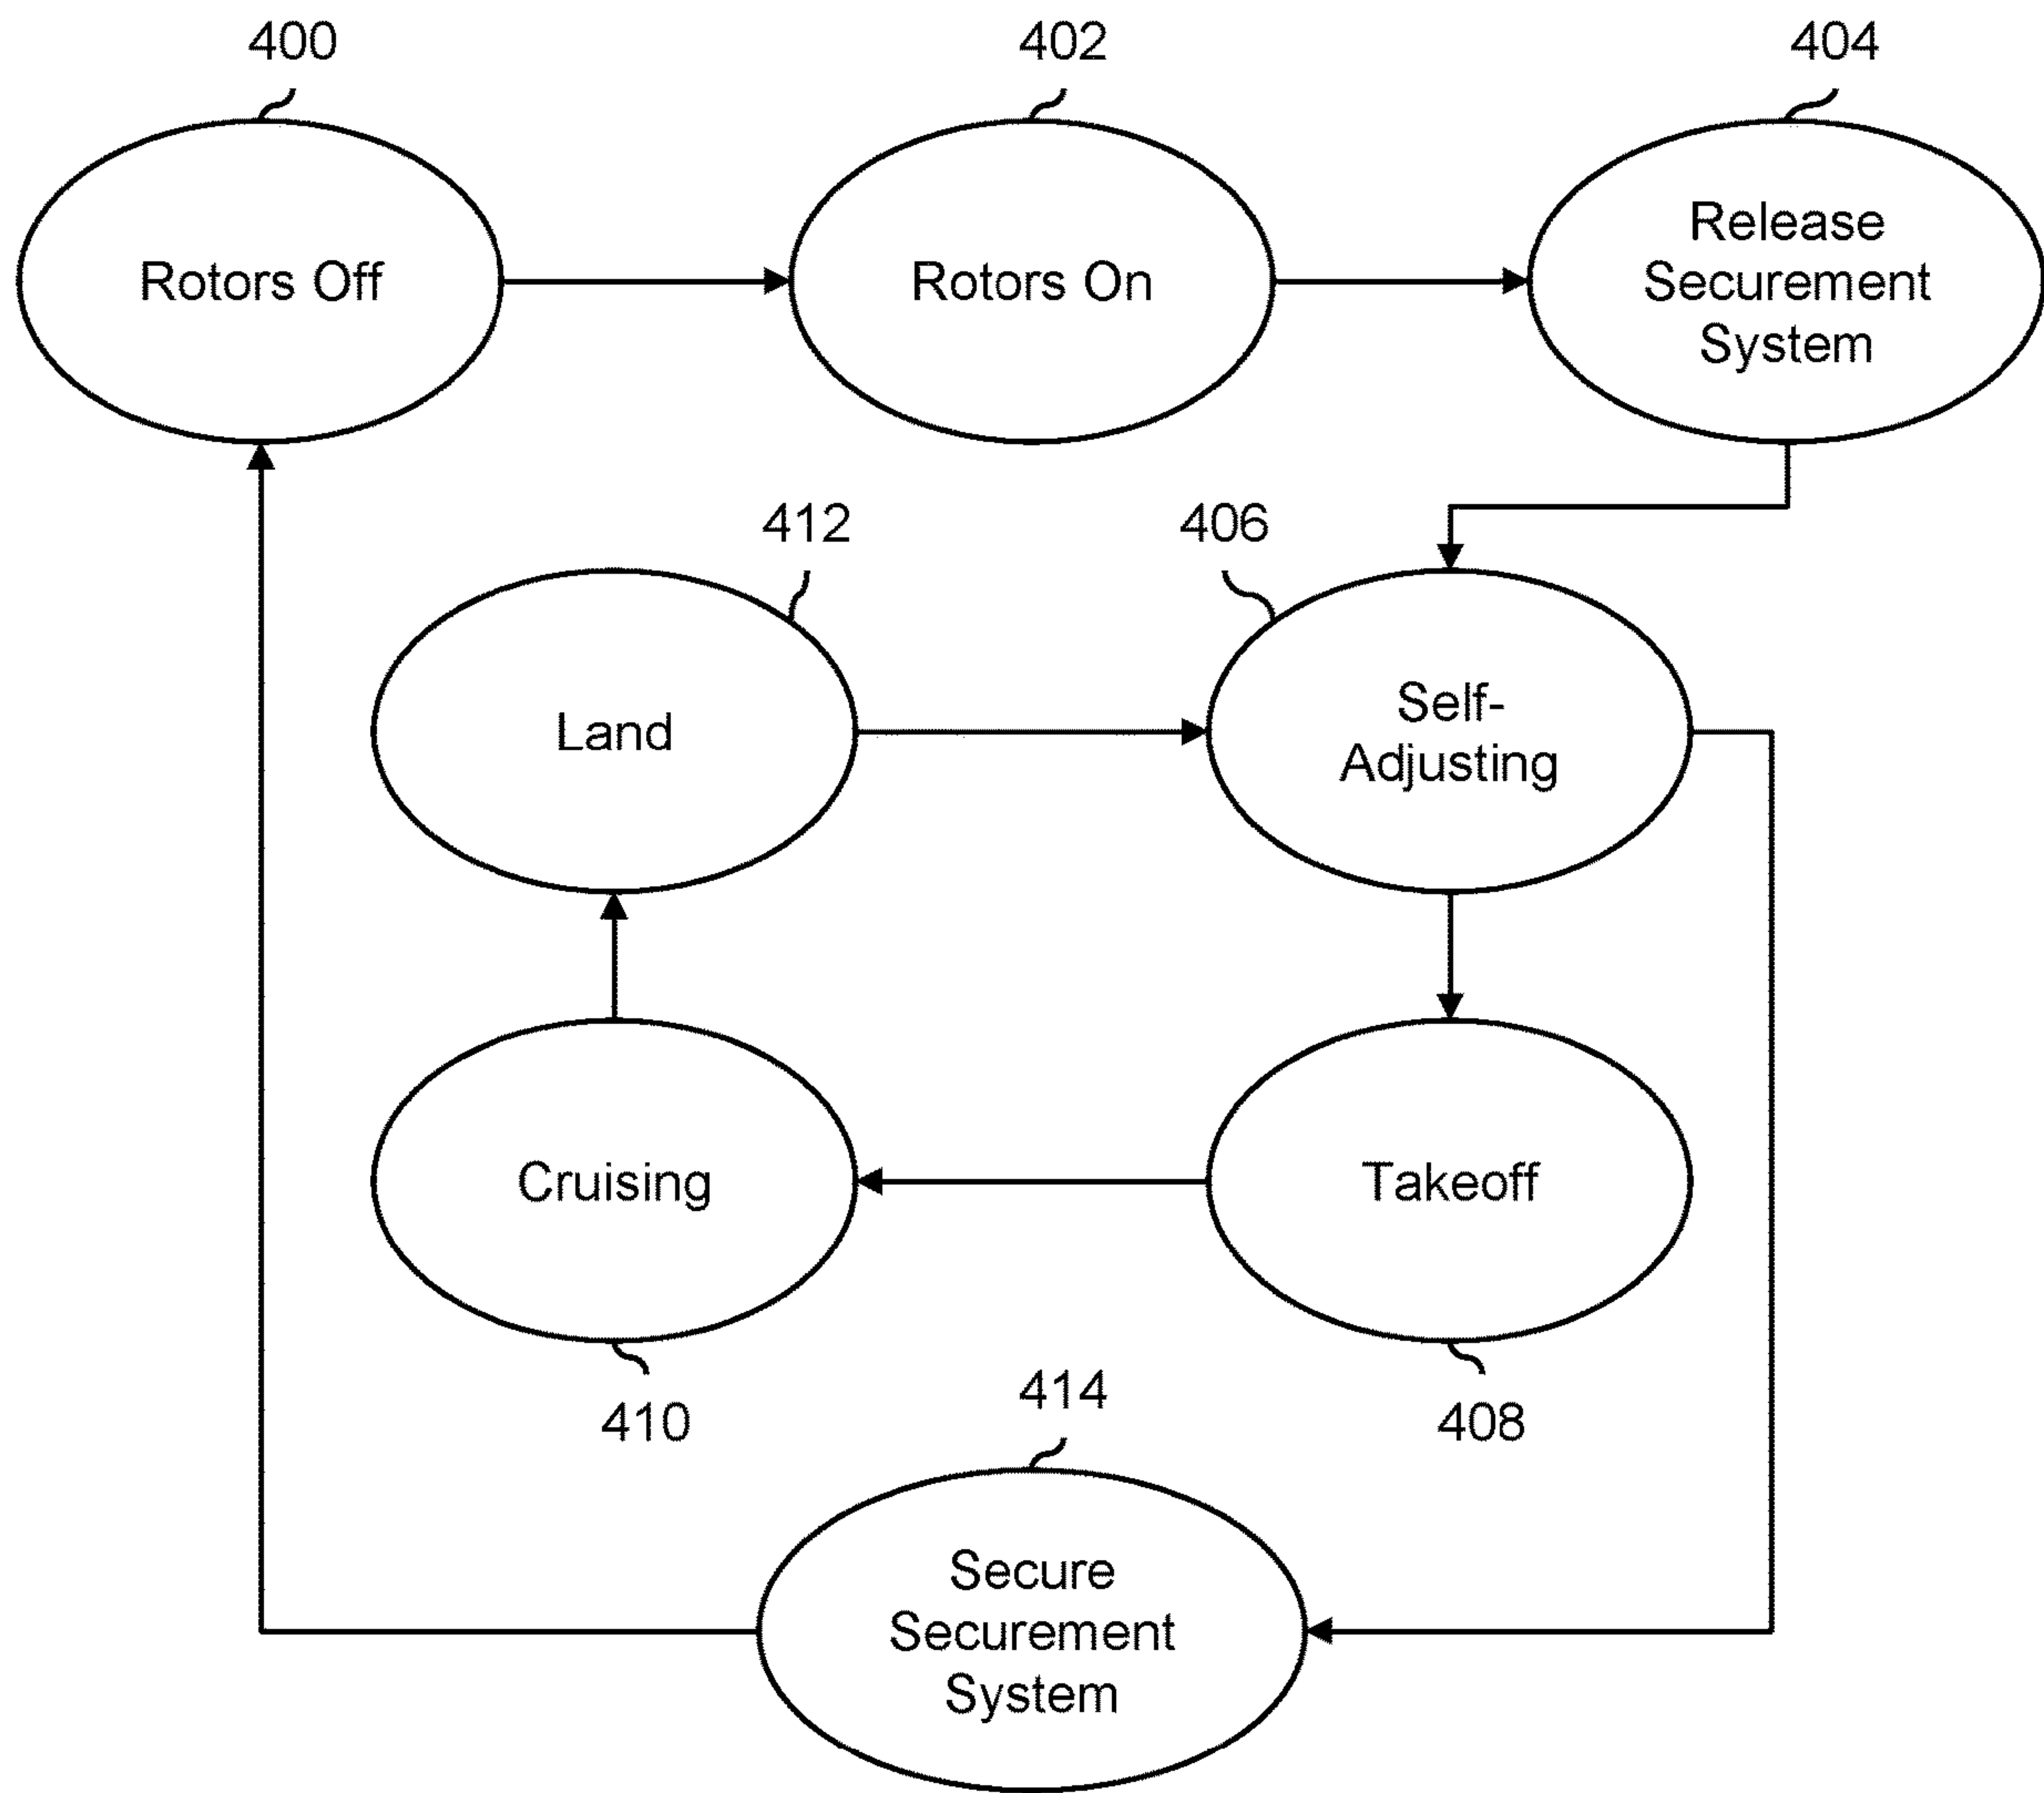 400
402
404
Rotors Off
Rotors On
Release
Securement
System
412
406
Land
Self-
Adjusting
Cruising
Takeoff
410
408
414
Secure
Securement
System